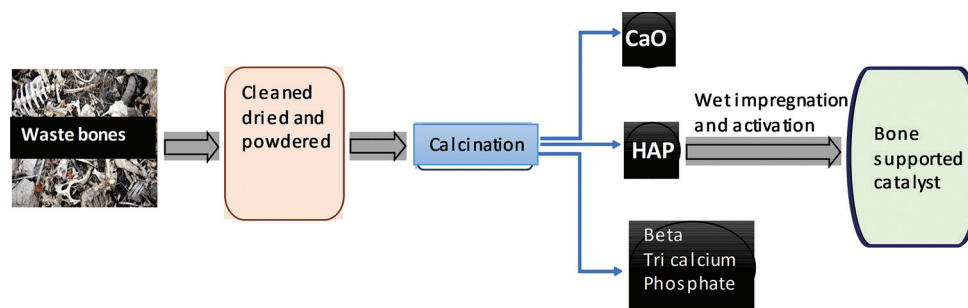 Waste bones
Cleaned
dried and
powdered
Calcination
CaO
HAP
Beta
Tri calcium
Phosphate
Wet impregnation
and activation
Bone
supported
catalyst